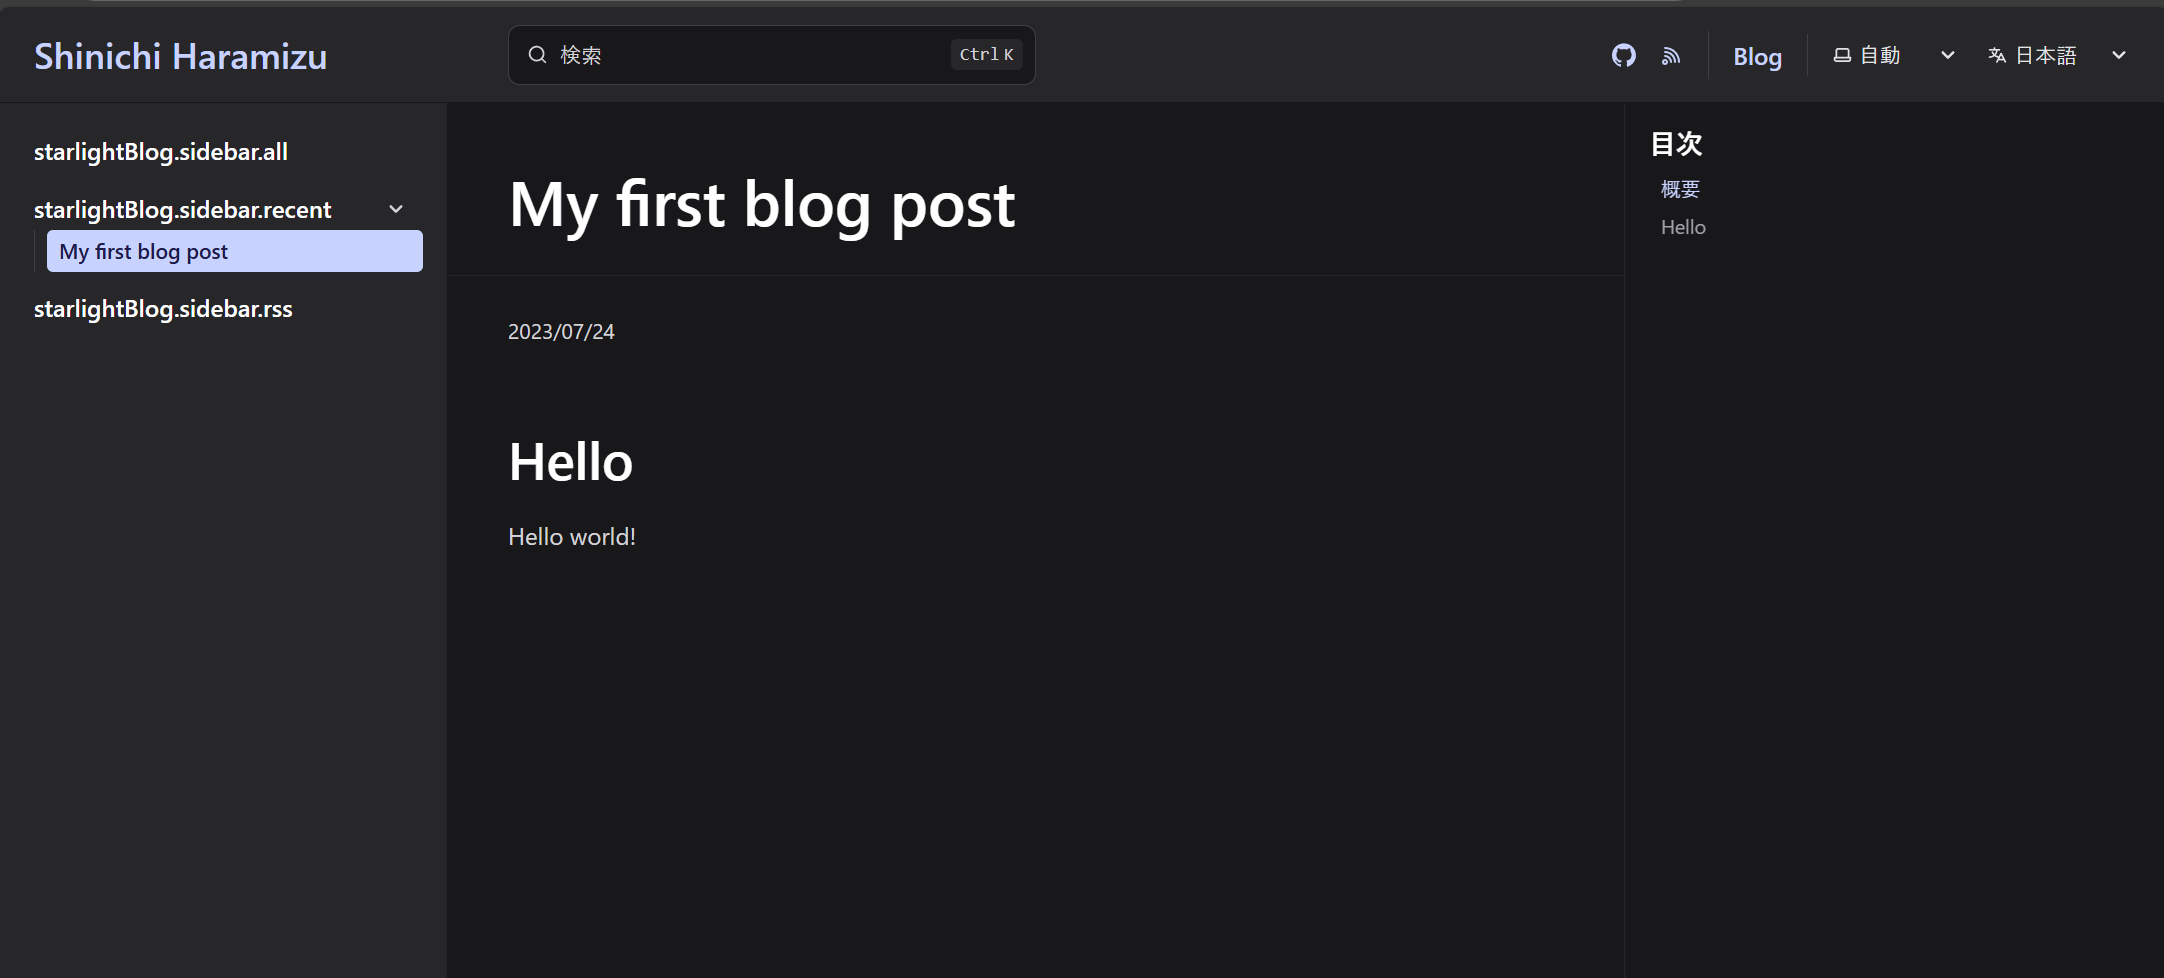 Shinichi Haramizu
検索
Ctrl K
Blog
自動
日本語
starlightBlog.sidebar.all
starlightBlog.sidebar.recent
My first blog post
starlightBlog.sidebar.rss
My first blog post
2023/07/24
Hello
Hello world!
目次
概要
Hello